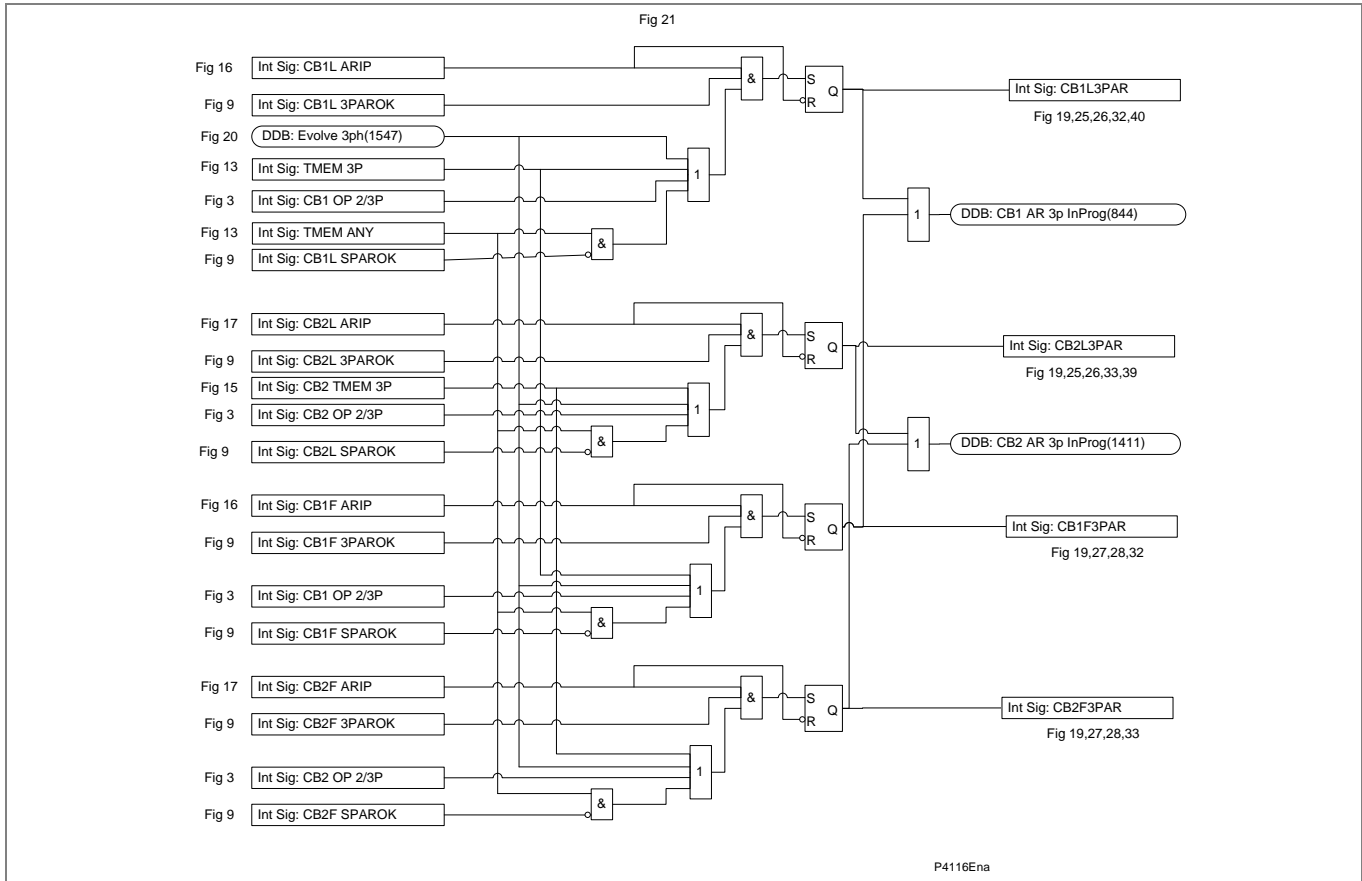 Fig 21
Fig 16 Int Sig: CB1L ARIP
& S Q R
Int Sig: CB1L3PAR
Fig 9 Int Sig: CB1L 3PAROK
Fig 19,25,26,32,40
Fig 20 DDB: Evolve 3ph(1547)
Fig 13 Int Sig: TMEM 3P
1
Fig 3 Int Sig: CB1 OP 2/3P
1 DDB: CB1 AR 3p InProg(844)
Fig 13 Int Sig: TMEM ANY
&
Fig 9 Int Sig: CB1L SPAROK
Fig 17 Int Sig: CB2L ARIP
& S Q R
Int Sig: CB2L3PAR
Fig 9 Int Sig: CB2L 3PAROK
Fig 19,25,26,33,39
Fig 15 Int Sig: CB2 TMEM 3P
1
Fig 3 Int Sig: CB2 OP 2/3P
&
1 DDB: CB2 AR 3p InProg(1411)
Fig 9 Int Sig: CB2L SPAROK
Fig 16 Int Sig: CB1F ARIP
& S Q R
Int Sig: CB1F3PAR
Fig 9 Int Sig: CB1F 3PAROK
Fig 19,27,28,32
1
Fig 3 Int Sig: CB1 OP 2/3P
&
Fig 9 Int Sig: CB1F SPAROK
Fig 17 Int Sig: CB2F ARIP
& S Q R
Int Sig: CB2F3PAR
Fig 9 Int Sig: CB2F 3PAROK
Fig 19,27,28,33
1
Fig 3 Int Sig: CB2 OP 2/3P
&
Fig 9 Int Sig: CB2F SPAROK
P4116Ena